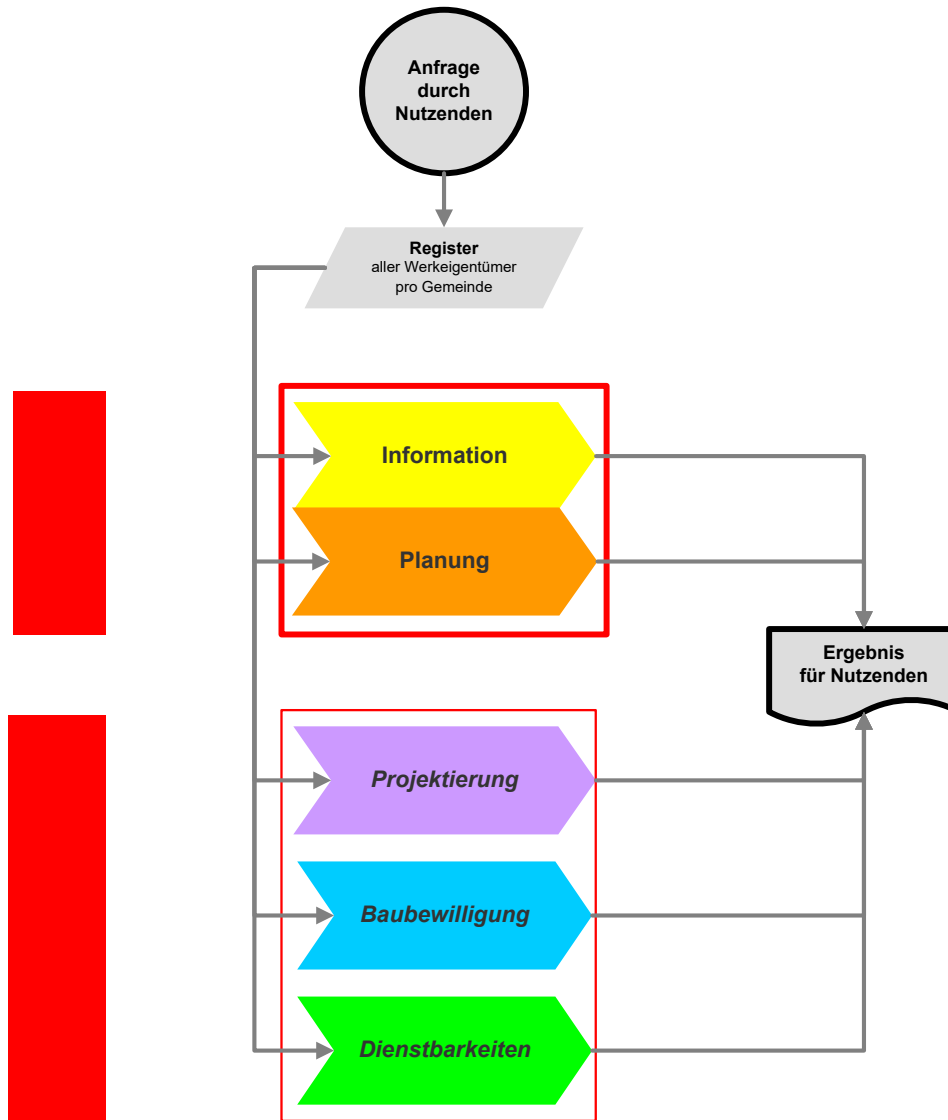 Anfrage
durch
Nutzenden
Register
aller Werkeigentümer
pro Gemeinde
Information
Planung
Ergebnis
für Nutzenden
Projektierung
Baubewilligung
Dienstbarkeiten